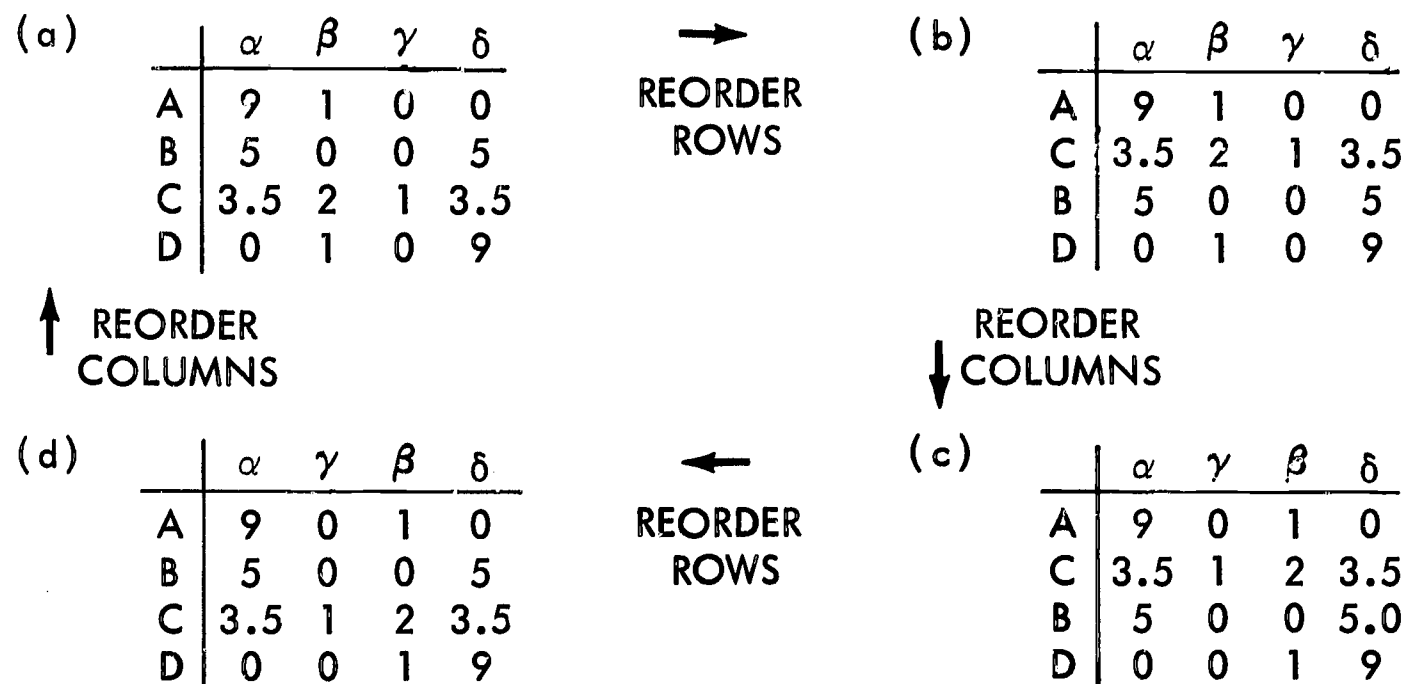 (a) α β γ δ
A 9 1 0 0
B 5 0 0 5
C 3.5 2 1 3.5
D 0 1 0 9
→
REORDER
ROWS
(b) α β γ δ
A 9 1 0 0
C 3.5 2 1 3.5
B 5 0 0 5
D 0 1 0 9
↑ REORDER
COLUMNS
REORDER
↓ COLUMNS
(d) α γ β δ
A 9 0 1 0
B 5 0 0 5
C 3.5 1 2 3.5
D 0 0 1 9
←
REORDER
ROWS
(c) α γ β δ
A 9 0 1 0
C 3.5 1 2 3.5
B 5 0 0 5.0
D 0 0 1 9